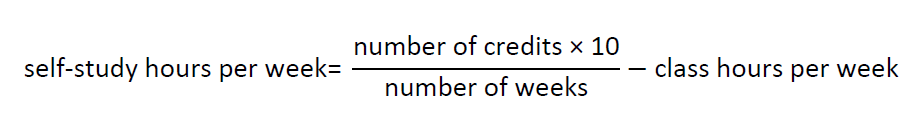 number of credits × 10
self-study hours per week= ――― − class hours per week
number of weeks